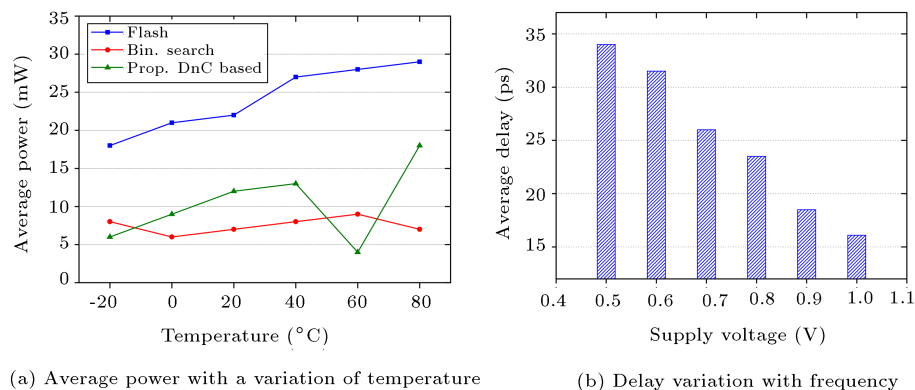 35
30
25
20
15
10
5
0
Average power (mW)
Flash
Bin. search
Prop. DnC based
-20 0 20 40 60 80
Temperature (°C)
(a) Average power with a variation of temperature
35
30
25
20
15
Average delay (ps)
0.4 0.5 0.6 0.7 0.8 0.9 1.0 1.1
Supply voltage (V)
(b) Delay variation with frequency